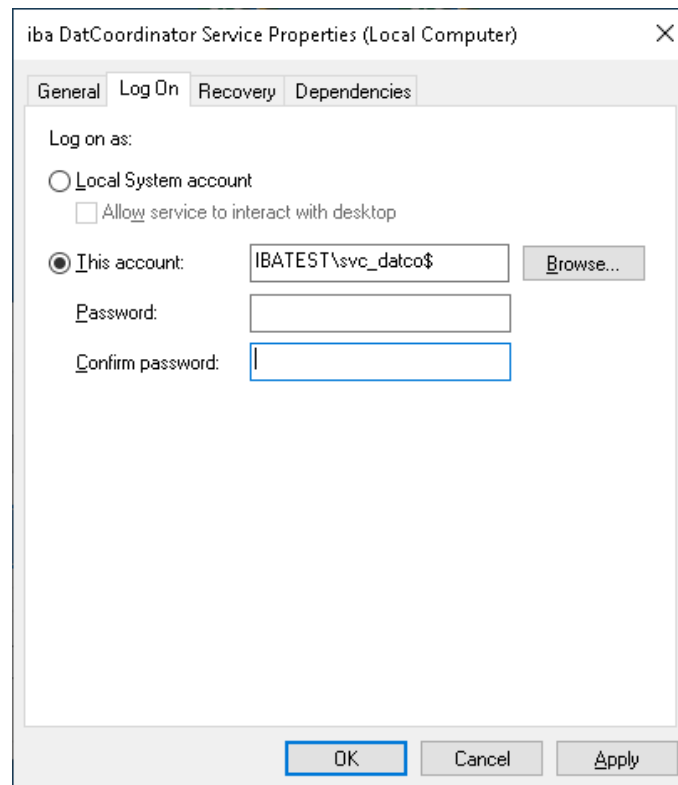 iba DatCoordinator Service Properties (Local Computer)
General Log On Recovery Dependencies
Log on as:
Local System account
Allow service to interact with desktop
This account: IBATEST\svc_datco$ Browse...
Password:
Confirm password:
OK Cancel Apply